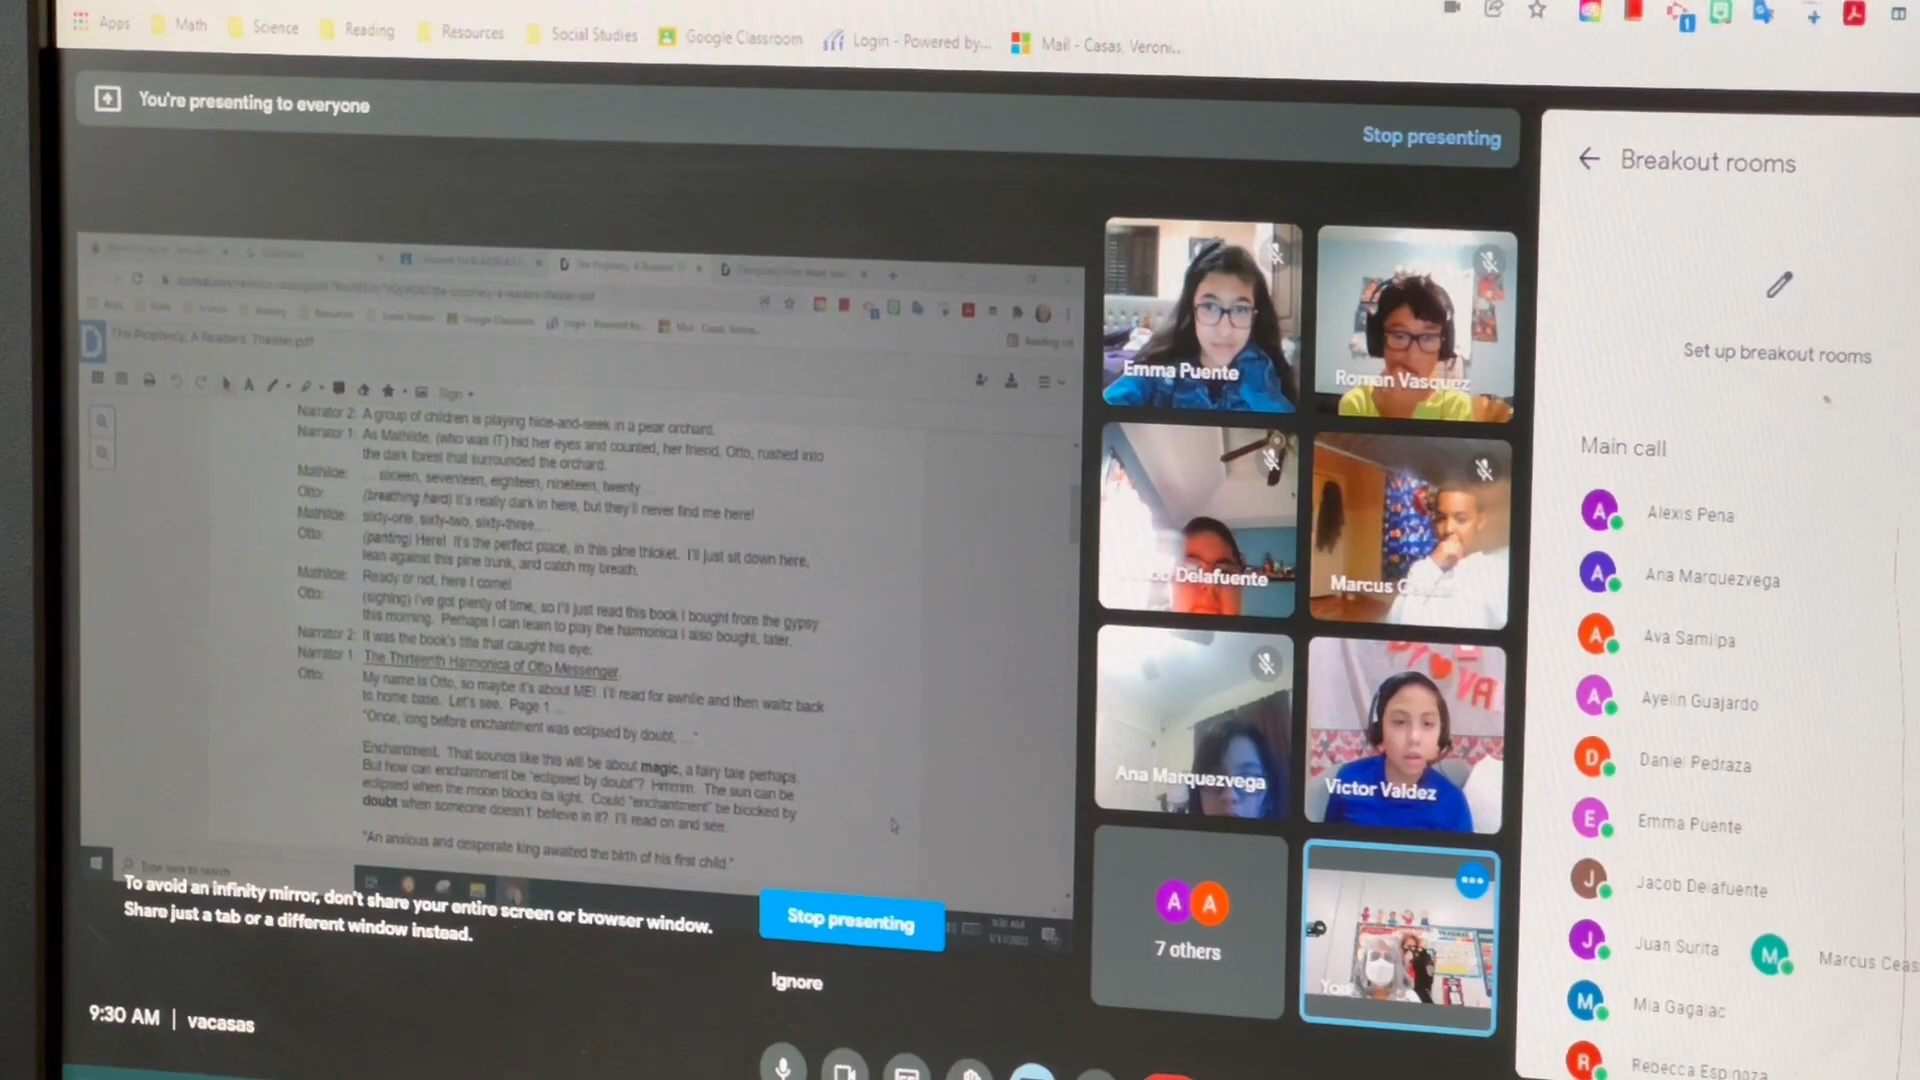 Apps Math Science Reading Resources Social Studies Google Classroom Login - Powered by... Mail - Casas, Veroni...
1
You're presenting to everyone
Stop presenting
The Prophecy, A Readers' Theater.pdf
Sign
Narrator 2: A group of children is playing hide-and-seek in a pear orchard.
Narrator 1: As Mathilde, (who was IT) hid her eyes and counted, her friend, Otto, rushed into
the dark forest that surrounded the orchard.
Mathilde: ... sixteen, seventeen, eighteen, nineteen, twenty
Otto: (breathing hard) It's really dark in here, but they'll never find me here!
Mathilde: sixty-one, sixty-two, sixty-three....
Otto: (panting) Here! It's the perfect place, in this pine thicket. I'll just sit down here,
lean against this pine trunk, and catch my breath.
Mathilde: Ready or not, here I come!
Otto: (sighing) I've got plenty of time, so I'll just read this book I bought from the gypsy
this morning. Perhaps I can learn to play the harmonica I also bought, later.
Narrator 2: It was the book's title that caught his eye:
Narrator 1: The Thirteenth Harmonica of Otto Messenger.
Otto: My name is Otto, so maybe it's about ME! I'll read for awhile and then waltz back
to home base. Let's see. Page 1 ...
"Once, long before enchantment was eclipsed by doubt, ..."
Enchantment. That sounds like this will be about magic, a fairy tale perhaps.
But how can enchantment be "eclipsed by doubt"? Hmmm. The sun can be
eclipsed when the moon blocks its light. Could "enchantment" be blocked by
doubt when someone doesn't believe in it? I'll read on and see.
"An anxious and desperate king awaited the birth of his first child."
Type here to search
To avoid an infinity mirror, don't share your entire screen or browser window.
Share just a tab or a different window instead.
Stop presenting
Ignore
9:30 AM | vacasas
Emma Puente
Roman Vasquez
Delafuente
Marcus
Ana Marquezvega
Victor Valdez
A A
7 others
You
Breakout rooms
Set up breakout rooms
Main call
A Alexis Pena
A Ana Marquezvega
A Ava Samilpa
A Ayelin Guajardo
D Daniel Pedraza
E Emma Puente
J Jacob Delafuente
J Juan Surita M Marcus Ceas
M Mia Gagalac
R Rebecca Espinoza